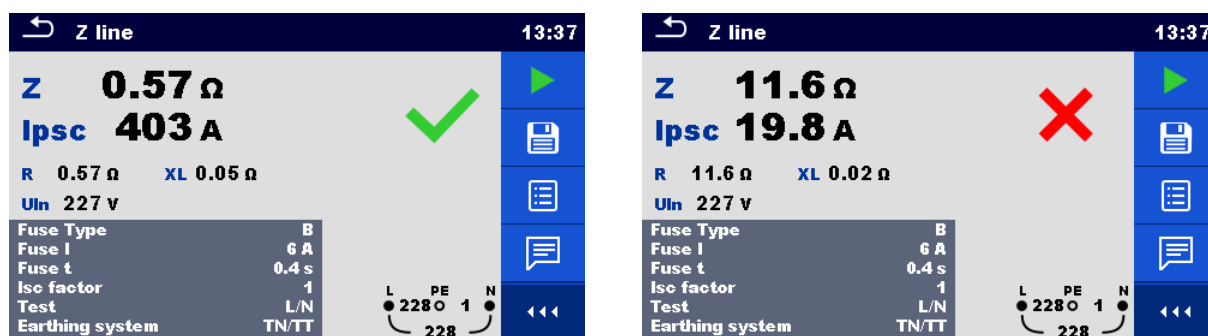 Z line 13:37
Z 0.57 Ω
Ipsc 403 A
R 0.57 Ω XL 0.05 Ω
Uln 227 V
Fuse Type B
Fuse I 6 A
Fuse t 0.4 s
Isc factor 1
Test L/N
Earthing system TN/TT
L PE N
228 1
228
Z line 13:37
Z 11.6 Ω
Ipsc 19.8 A
R 11.6 Ω XL 0.02 Ω
Uln 227 V
Fuse Type B
Fuse I 6 A
Fuse t 0.4 s
Isc factor 1
Test L/N
Earthing system TN/TT
L PE N
228 1
228